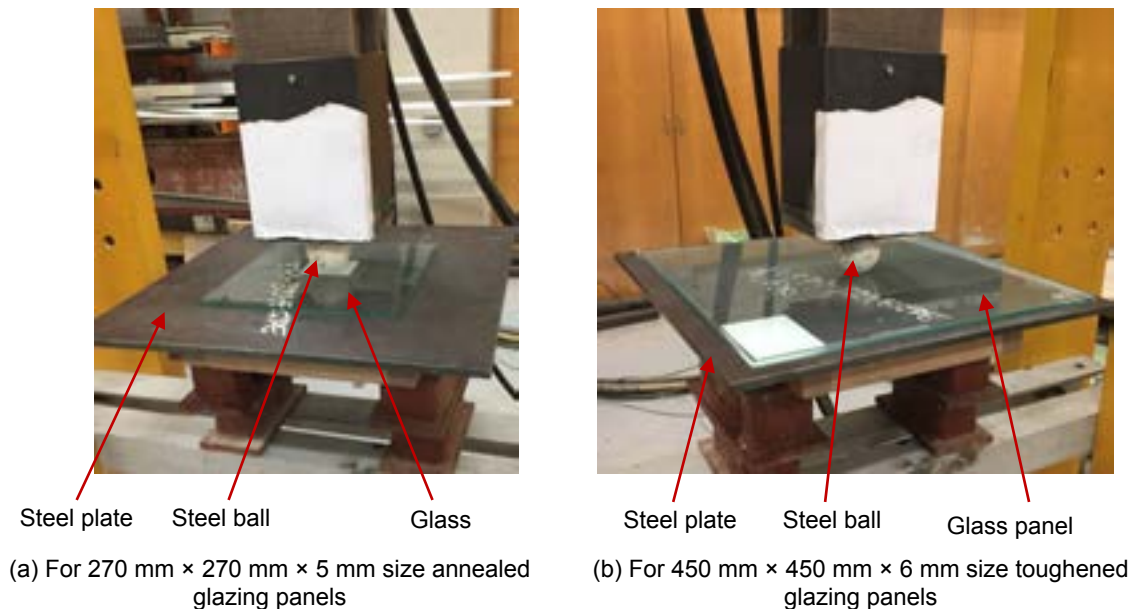 Steel plate
Steel ball
Glass
(a) For 270 mm × 270 mm × 5 mm size annealed
glazing panels
Steel plate
Steel ball
Glass panel
(b) For 450 mm × 450 mm × 6 mm size toughened
glazing panels